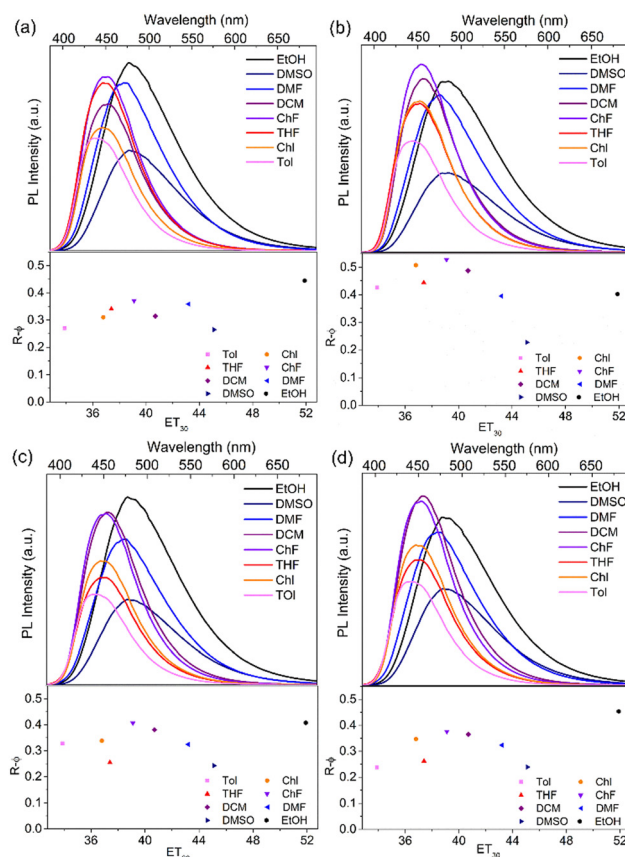 Wavelength (nm)
(a)
400 450 500 550 600 650
EtOH
DMSO
DMF
DCM
ChF
THF
Chl
Tol
PL Intensity (a.u.)
0.5
0.4
0.3
0.2
0.1
0.0
R-ϕ
Tol Chl
THF ChF
DCM DMF
DMSO EtOH
36 40 44 48 52
ET30
Wavelength (nm)
(b)
400 450 500 550 600 650
EtOH
DMSO
DMF
DCM
ChF
THF
Chl
Tol
PL Intensity (a.u.)
0.5
0.4
0.3
0.2
0.1
0.0
R-ϕ
Tol Chl
THF ChF
DCM DMF
DMSO EtOH
36 40 44 48 52
ET30
Wavelength (nm)
(c)
400 450 500 550 600 650
EtOH
DMSO
DMF
DCM
ChF
THF
Chl
TOl
PL Intensity (a.u.)
0.5
0.4
0.3
0.2
0.1
0.0
R-ϕ
Tol Chl
THF ChF
DCM DMF
DMSO EtOH
36 40 44 48 52
Wavelength (nm)
(d)
400 450 500 550 600 650
EtOH
DMSO
DMF
DCM
ChF
THF
Chl
Tol
PL Intensity (a.u.)
0.5
0.4
0.3
0.2
0.1
0.0
R-ϕ
Tol Chl
THF ChF
DCM DMF
DMSO EtOH
36 40 44 48 52
ET30